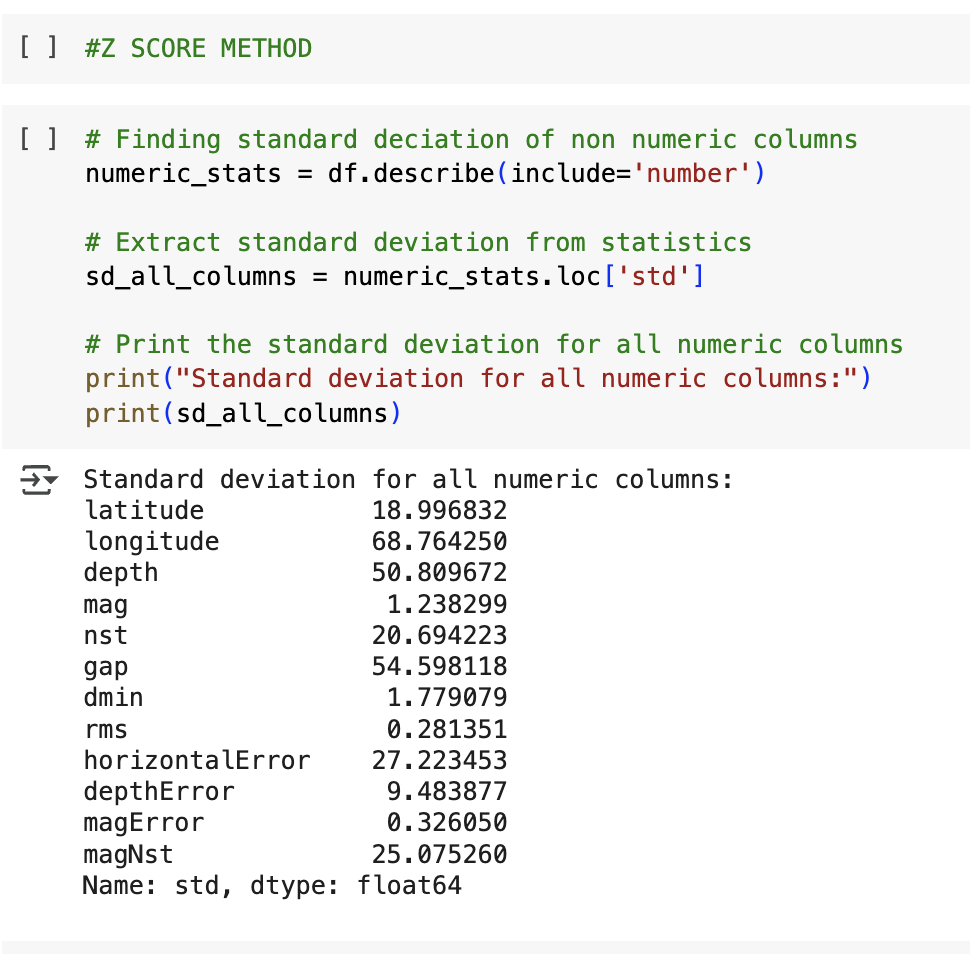 [ ] #Z SCORE METHOD
[ ] # Finding standard deciation of non numeric columns
numeric_stats = df.describe(include='number')
# Extract standard deviation from statistics
sd_all_columns = numeric_stats.loc['std']
# Print the standard deviation for all numeric columns
print("Standard deviation for all numeric columns:")
print(sd_all_columns)
Standard deviation for all numeric columns:
latitude 18.996832
longitude 68.764250
depth 50.809672
mag 1.238299
nst 20.694223
gap 54.598118
dmin 1.779079
rms 0.281351
horizontalError 27.223453
depthError 9.483877
magError 0.326050
magNst 25.075260
Name: std, dtype: float64